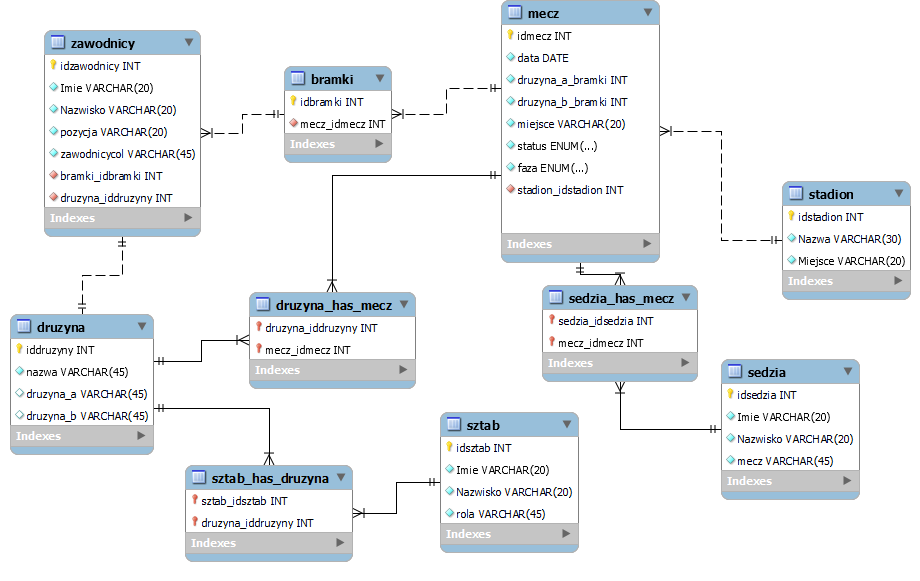 zawodnicy
idzawodnicy INT
Imie VARCHAR(20)
Nazwisko VARCHAR(20)
pozycja VARCHAR(20)
zawodnicycol VARCHAR(45)
bramki_idbramki INT
druzyna_iddruzyny INT
Indexes
bramki
idbramki INT
mecz_idmecz INT
Indexes
mecz
idmecz INT
data DATE
druzyna_a_bramki INT
druzyna_b_bramki INT
miejsce VARCHAR(20)
status ENUM(...)
faza ENUM(...)
stadion_idstadion INT
Indexes
stadion
idstadion INT
Nazwa VARCHAR(30)
Miejsce VARCHAR(20)
Indexes
druzyna
iddruzyny INT
nazwa VARCHAR(45)
druzyna_a VARCHAR(45)
druzyna_b VARCHAR(45)
Indexes
druzyna_has_mecz
druzyna_iddruzyny INT
mecz_idmecz INT
Indexes
sedzia_has_mecz
sedzia_idsedzia INT
mecz_idmecz INT
Indexes
sedzia
idsedzia INT
Imie VARCHAR(20)
Nazwisko VARCHAR(20)
mecz VARCHAR(45)
Indexes
sztab_has_druzyna
sztab_idsztab INT
druzyna_iddruzyny INT
Indexes
sztab
idsztab INT
Imie VARCHAR(20)
Nazwisko VARCHAR(20)
rola VARCHAR(45)
Indexes